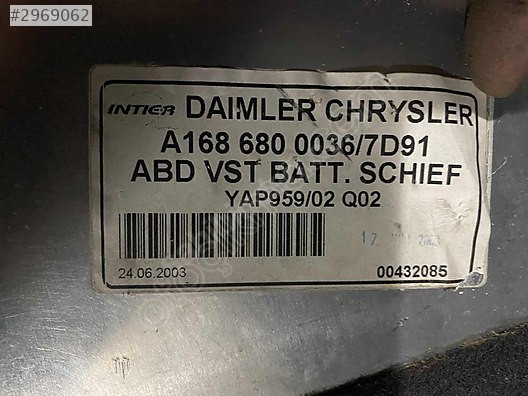 #2969062
INTIER DAIMLER CHRYSLER
A168 680 0036/7D91
ABD VST BATT. SCHIEF
YAP959/02 Q02
17
24.06.2003
00432085